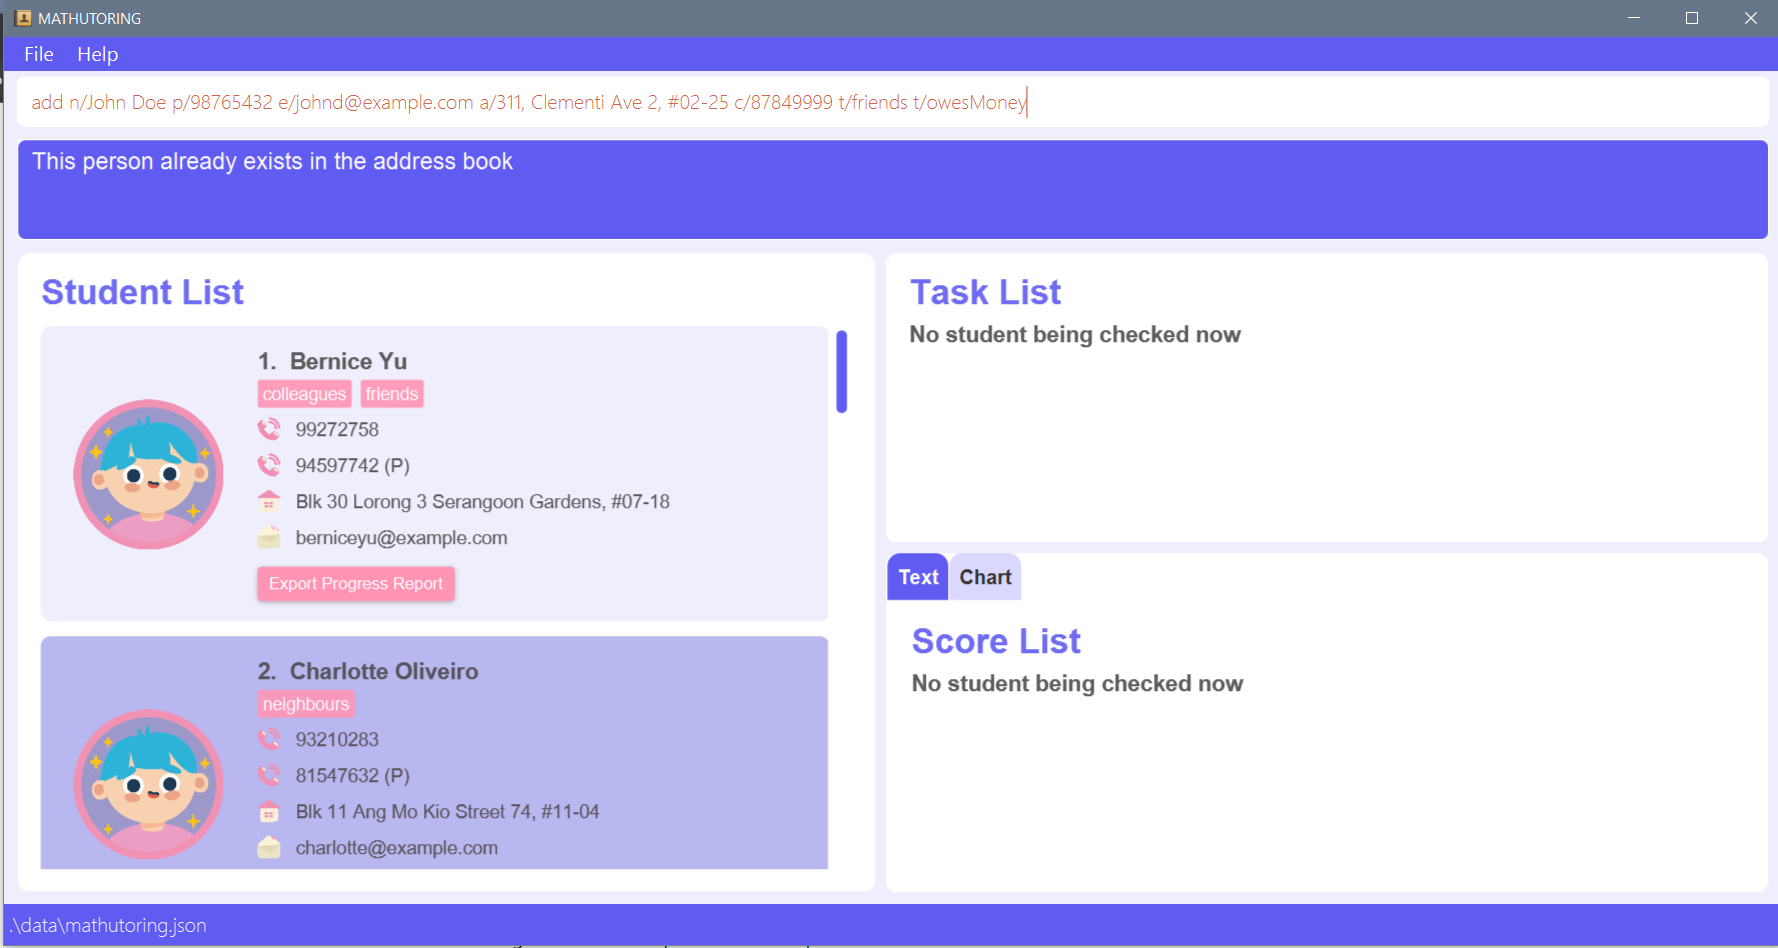 MATHUTORING
File Help
add n/John Doe p/98765432 e/johnd@example.com a/311, Clementi Ave 2, #02-25 c/87849999 t/friends t/owesMoney
This person already exists in the address book
Student List
1. Bernice Yu
colleagues friends
99272758
94597742 (P)
Blk 30 Lorong 3 Serangoon Gardens, #07-18
berniceyu@example.com
Export Progress Report
2. Charlotte Oliveiro
neighbours
93210283
81547632 (P)
Blk 11 Ang Mo Kio Street 74, #11-04
charlotte@example.com
Task List
No student being checked now
Text Chart
Score List
No student being checked now
.\data\mathutoring.json